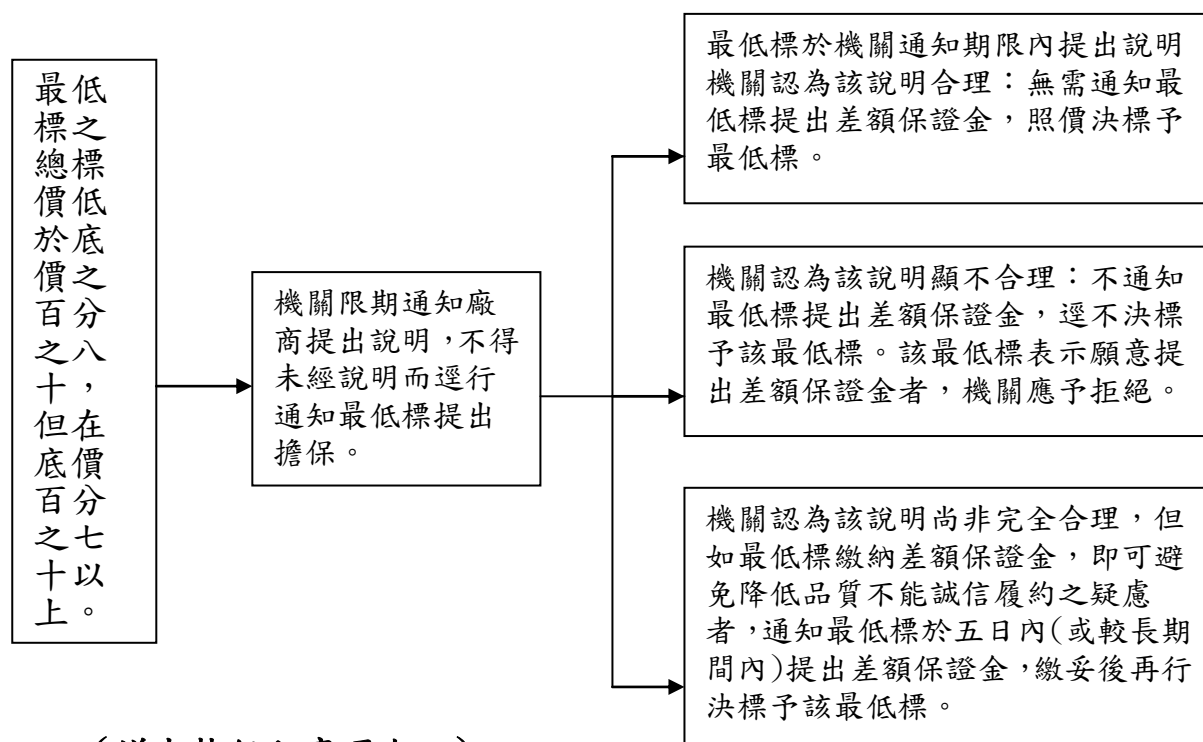 最低
標之
總標
價低
於底
價之
百分
之八
十，
但在
底價
百分
之七
十以
上。
機關限期通知廠
商提出說明，不得
未經說明而逕行
通知最低標提出
擔保。
最低標於機關通知期限內提出說明
機關認為該說明合理：無需通知最
低標提出差額保證金，照價決標予
最低標。
機關認為該說明顯不合理：不通知
最低標提出差額保證金，逕不決標
予該最低標。該最低標表示願意提
出差額保證金者，機關應予拒絕。
機關認為該說明尚非完全合理，但
如最低標繳納差額保證金，即可避
免降低品質不能誠信履約之疑慮
者，通知最低標於五日內(或較長期
間內)提出差額保證金，繳妥後再行
決標予該最低標。